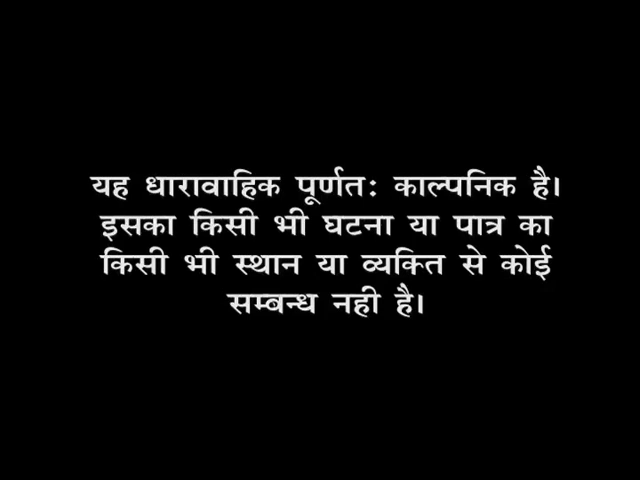 यह धारावाहिक पूर्णतः काल्पनिक है।
इसका किसी भी घटना या पात्र का
किसी भी स्थान या व्यक्ति से कोई
सम्बन्ध नही है।